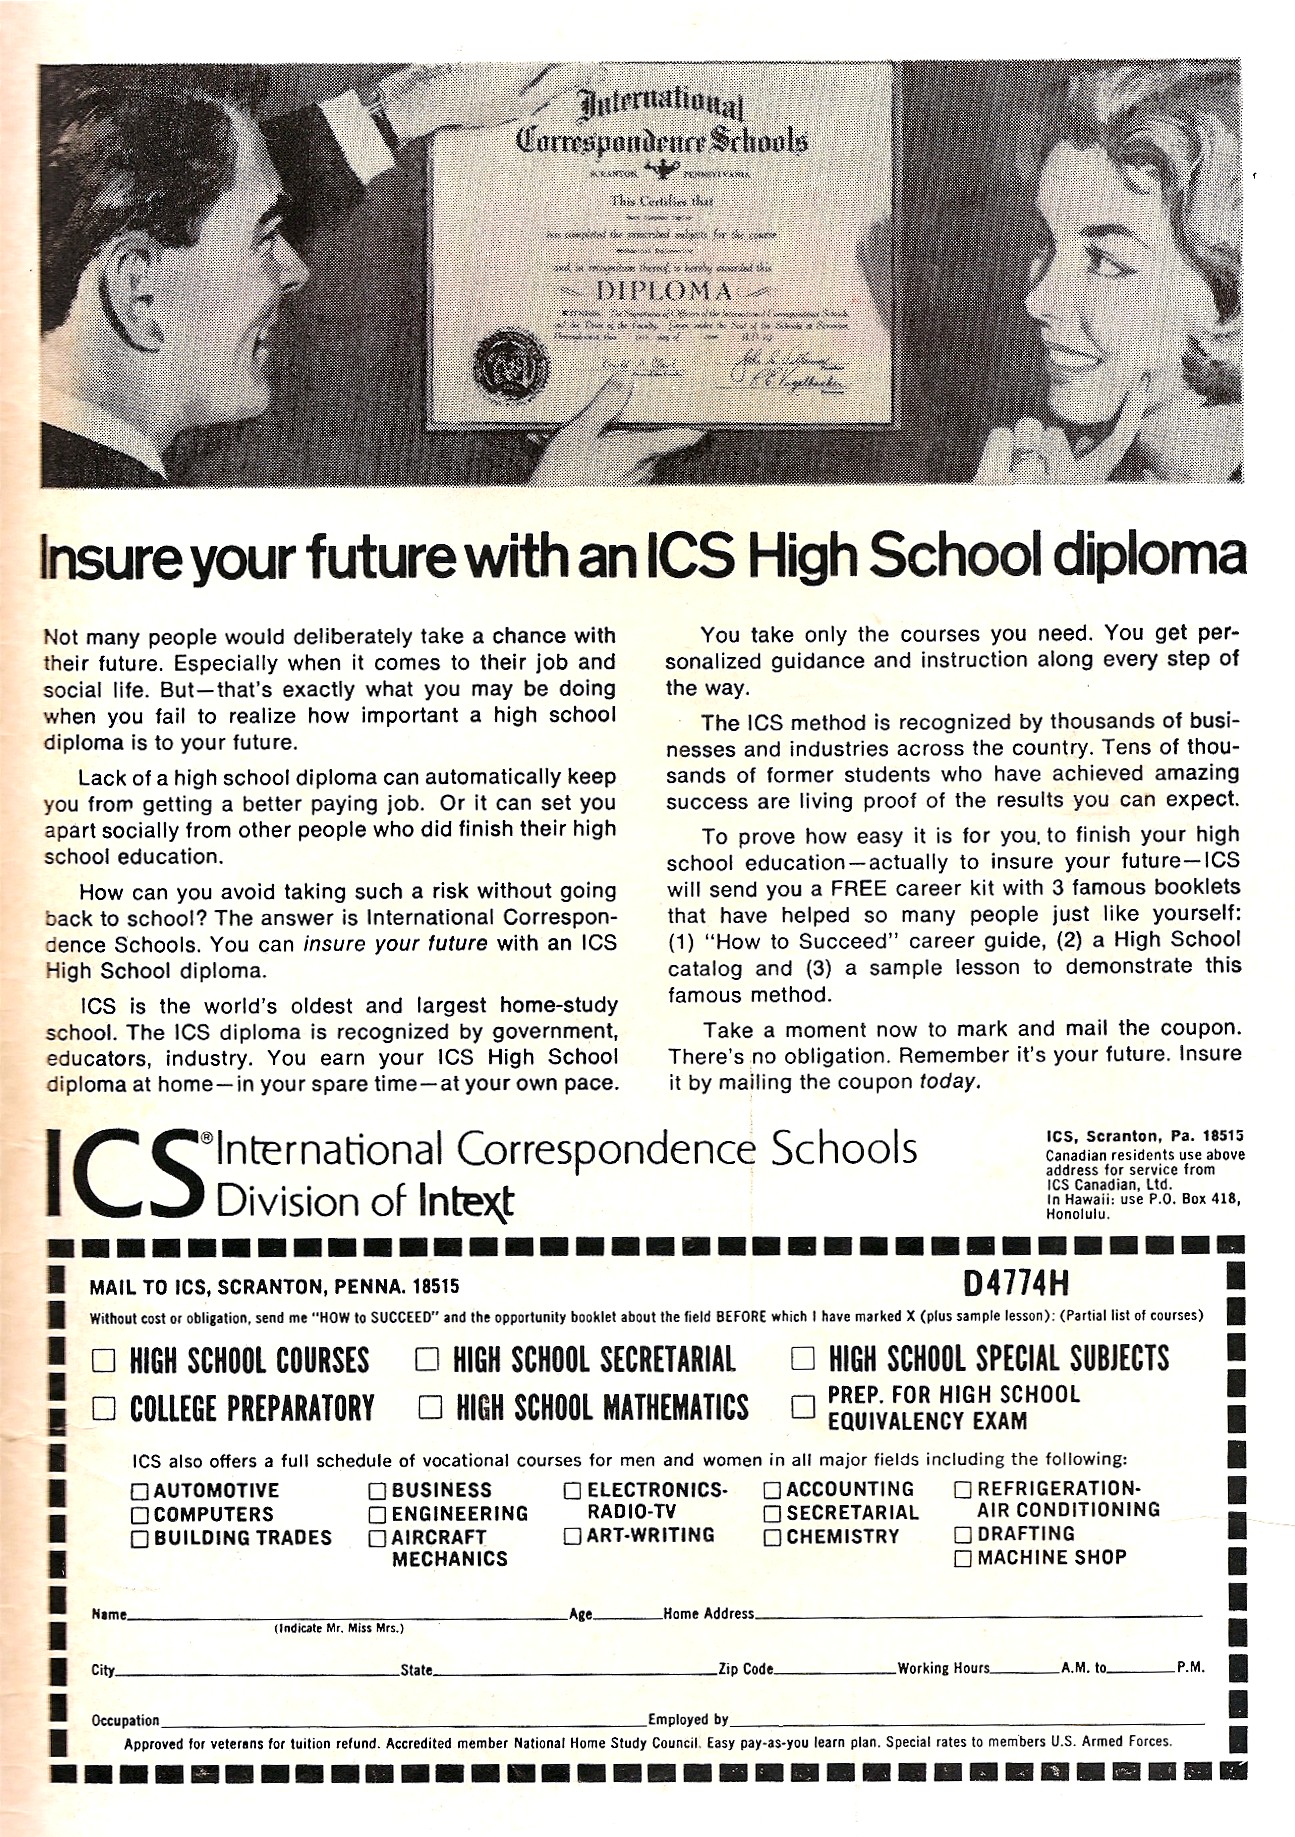 International
Correspondence Schools
SCRANTON, PENNSYLVANIA
This Certifies that
has completed the prescribed subjects for the course
and, in recognition thereof, is hereby awarded this
DIPLOMA
Insure your future with an ICS High School diploma
Not many people would deliberately take a chance with
their future. Especially when it comes to their job and
social life. But—that's exactly what you may be doing
when you fail to realize how important a high school
diploma is to your future.
Lack of a high school diploma can automatically keep
you from getting a better paying job. Or it can set you
apart socially from other people who did finish their high
school education.
How can you avoid taking such a risk without going
back to school? The answer is International Correspon-
dence Schools. You can insure your future with an ICS
High School diploma.
ICS is the world's oldest and largest home-study
school. The ICS diploma is recognized by government,
educators, industry. You earn your ICS High School
diploma at home—in your spare time—at your own pace.
You take only the courses you need. You get per-
sonalized guidance and instruction along every step of
the way.
The ICS method is recognized by thousands of busi-
nesses and industries across the country. Tens of thou-
sands of former students who have achieved amazing
success are living proof of the results you can expect.
To prove how easy it is for you, to finish your high
school education—actually to insure your future—ICS
will send you a FREE career kit with 3 famous booklets
that have helped so many people just like yourself:
(1) "How to Succeed" career guide, (2) a High School
catalog and (3) a sample lesson to demonstrate this
famous method.
Take a moment now to mark and mail the coupon.
There's no obligation. Remember it's your future. Insure
it by mailing the coupon today.
ICS® International Correspondence Schools
Division of Intext
ICS, Scranton, Pa. 18515
Canadian residents use above
address for service from
ICS Canadian, Ltd.
In Hawaii: use P.O. Box 418,
Honolulu.
MAIL TO ICS, SCRANTON, PENNA. 18515 D4774H
Without cost or obligation, send me "HOW to SUCCEED" and the opportunity booklet about the field BEFORE which I have marked X (plus sample lesson): (Partial list of courses)
HIGH SCHOOL COURSES HIGH SCHOOL SECRETARIAL HIGH SCHOOL SPECIAL SUBJECTS
COLLEGE PREPARATORY HIGH SCHOOL MATHEMATICS PREP. FOR HIGH SCHOOL
EQUIVALENCY EXAM
ICS also offers a full schedule of vocational courses for men and women in all major fields including the following:
AUTOMOTIVE
COMPUTERS
BUILDING TRADES
BUSINESS
ENGINEERING
AIRCRAFT
MECHANICS
ELECTRONICS-
RADIO-TV
ART-WRITING
ACCOUNTING
SECRETARIAL
CHEMISTRY
REFRIGERATION-
AIR CONDITIONING
DRAFTING
MACHINE SHOP
Name Age Home Address
(Indicate Mr. Miss Mrs.)
City State Zip Code Working Hours A.M. to P.M.
Occupation Employed by
Approved for veterans for tuition refund. Accredited member National Home Study Council. Easy pay-as-you learn plan. Special rates to members U.S. Armed Forces.